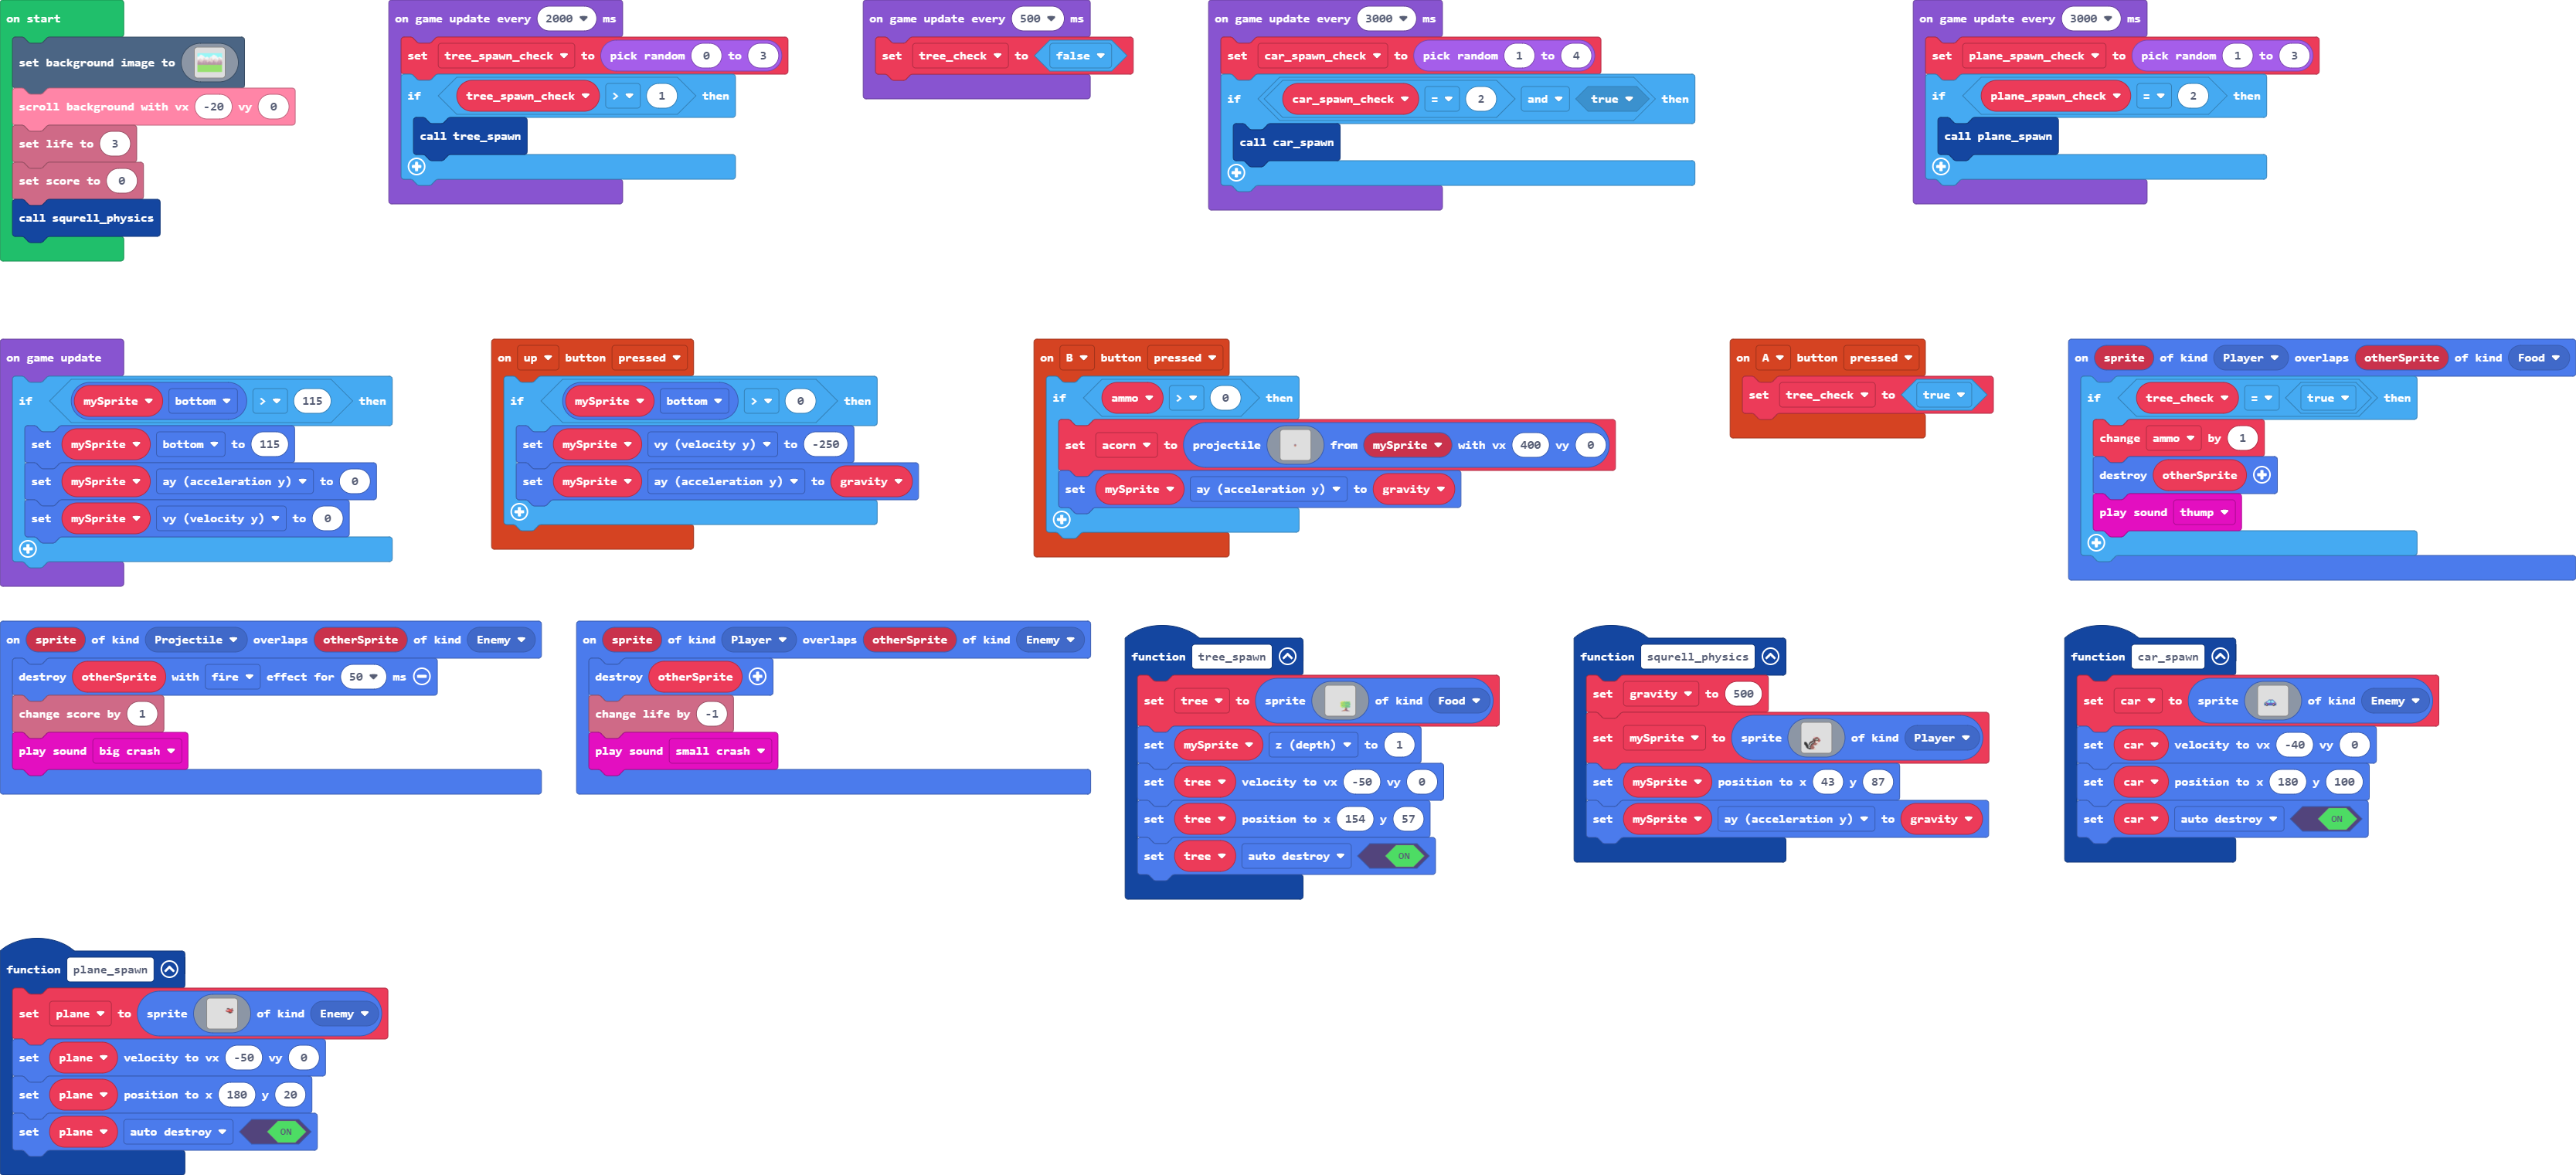 on start
set background image to
scroll background with vx -20 vy 0
set life to 3
set score to 0
call squrell_physics
on game update every 2000 ms
set tree_spawn_check to pick random 0 to 3
if tree_spawn_check > 1 then
call tree_spawn
on game update every 500 ms
set tree_check to false
on game update every 3000 ms
set car_spawn_check to pick random 1 to 4
if car_spawn_check = 2 and true then
call car_spawn
on game update every 3000 ms
set plane_spawn_check to pick random 1 to 3
if plane_spawn_check = 2 then
call plane_spawn
on game update
if mySprite bottom > 115 then
set mySprite bottom to 115
set mySprite ay (acceleration y) to 0
set mySprite vy (velocity y) to 0
on up button pressed
if mySprite bottom > 0 then
set mySprite vy (velocity y) to -250
set mySprite ay (acceleration y) to gravity
on B button pressed
if ammo > 0 then
set acorn to projectile from mySprite with vx 400 vy 0
set mySprite ay (acceleration y) to gravity
on A button pressed
set tree_check to true
on sprite of kind Player overlaps otherSprite of kind Food
if tree_check = true then
change ammo by 1
destroy otherSprite
play sound thump
on sprite of kind Projectile overlaps otherSprite of kind Enemy
destroy otherSprite with fire effect for 50 ms
change score by 1
play sound big crash
on sprite of kind Player overlaps otherSprite of kind Enemy
destroy otherSprite
change life by -1
play sound small crash
function tree_spawn
set tree to sprite of kind Food
set mySprite z (depth) to 1
set tree velocity to vx -50 vy 0
set tree position to x 154 y 57
set tree auto destroy ON
function squrell_physics
set gravity to 500
set mySprite to sprite of kind Player
set mySprite position to x 43 y 87
set mySprite ay (acceleration y) to gravity
function car_spawn
set car to sprite of kind Enemy
set car velocity to vx -40 vy 0
set car position to x 180 y 100
set car auto destroy ON
function plane_spawn
set plane to sprite of kind Enemy
set plane velocity to vx -50 vy 0
set plane position to x 180 y 20
set plane auto destroy ON